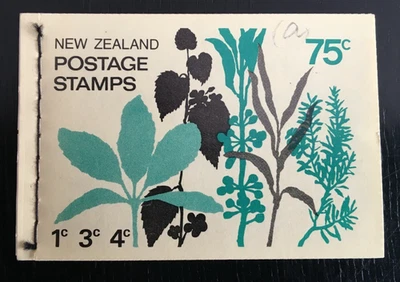 NEW ZEALAND
POSTAGE
STAMPS
75c
1c 3c 4c